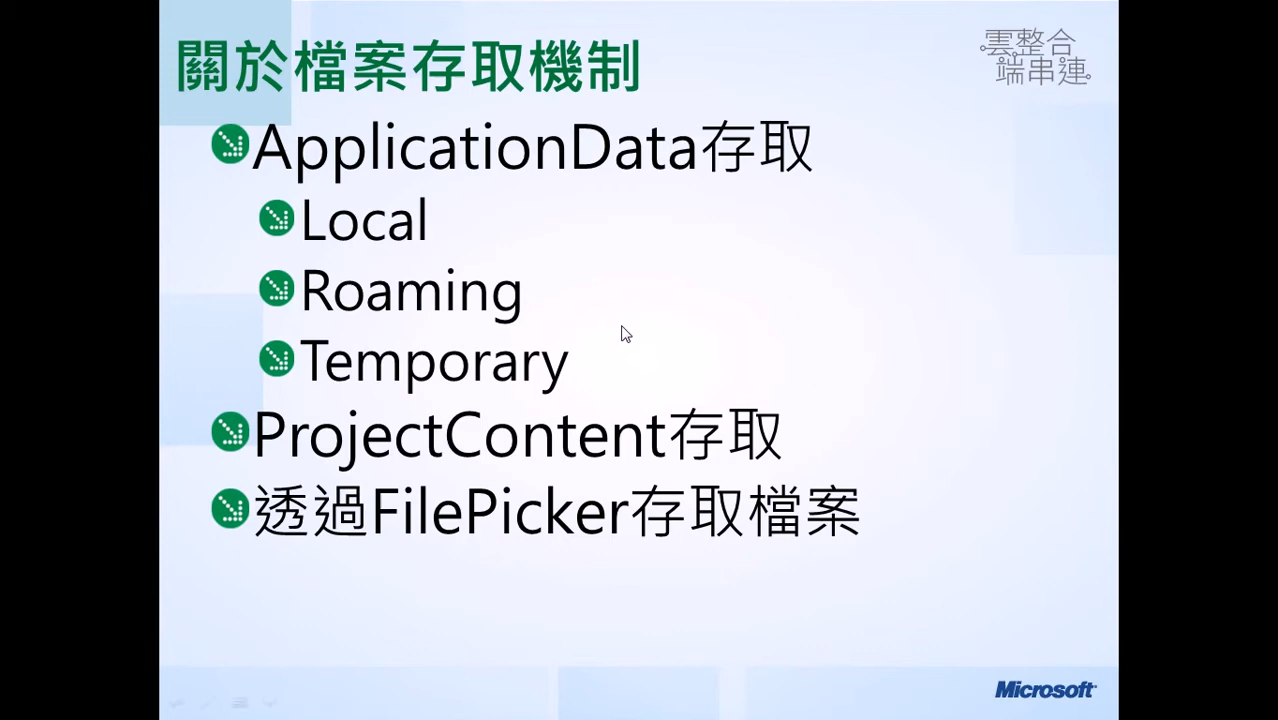 關於檔案存取機制
雲整合
端串連
ApplicationData存取
Local
Roaming
Temporary
ProjectContent存取
透過FilePicker存取檔案
Microsoft